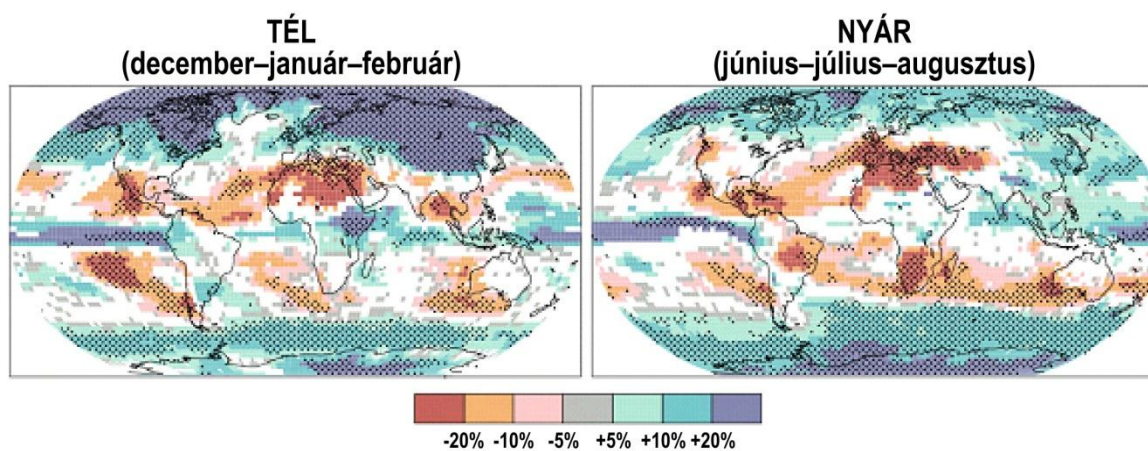 TÉL
(december–január–február)
NYÁR
(június–július–augusztus)
-20% -10% -5% +5% +10% +20%